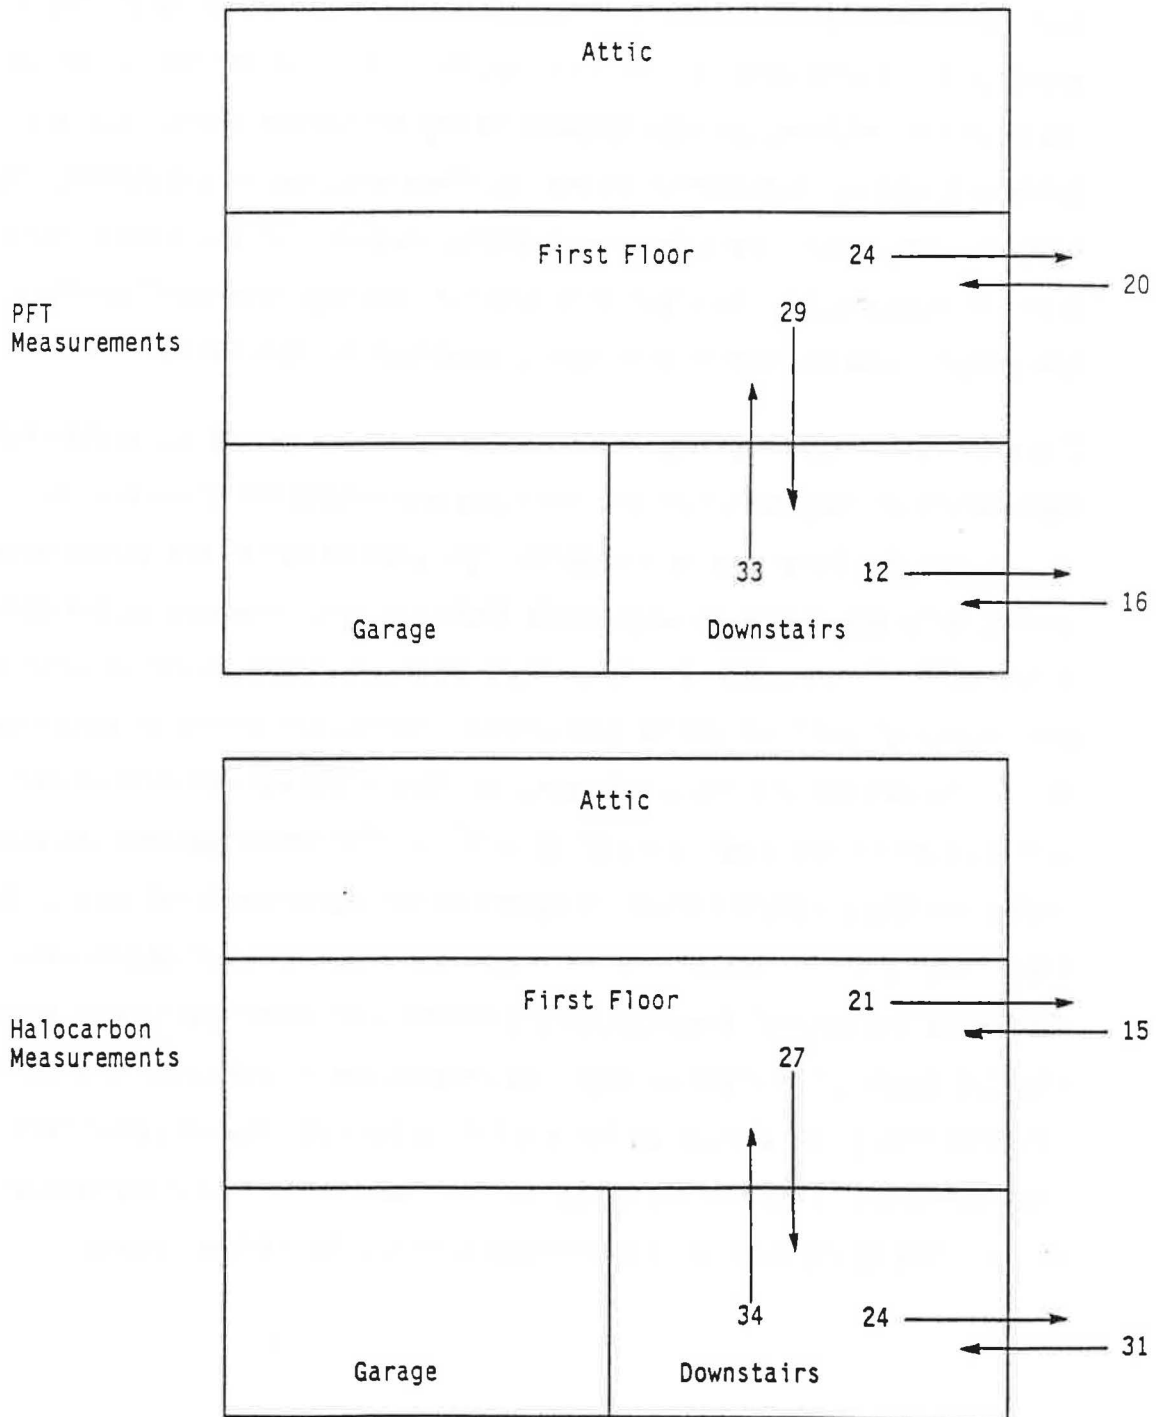 Attic
First Floor 24
20
29
PFT
Measurements
33 12
16
Garage Downstairs
Attic
First Floor 21
15
Halocarbon
Measurements
27
34 24
31
Garage Downstairs